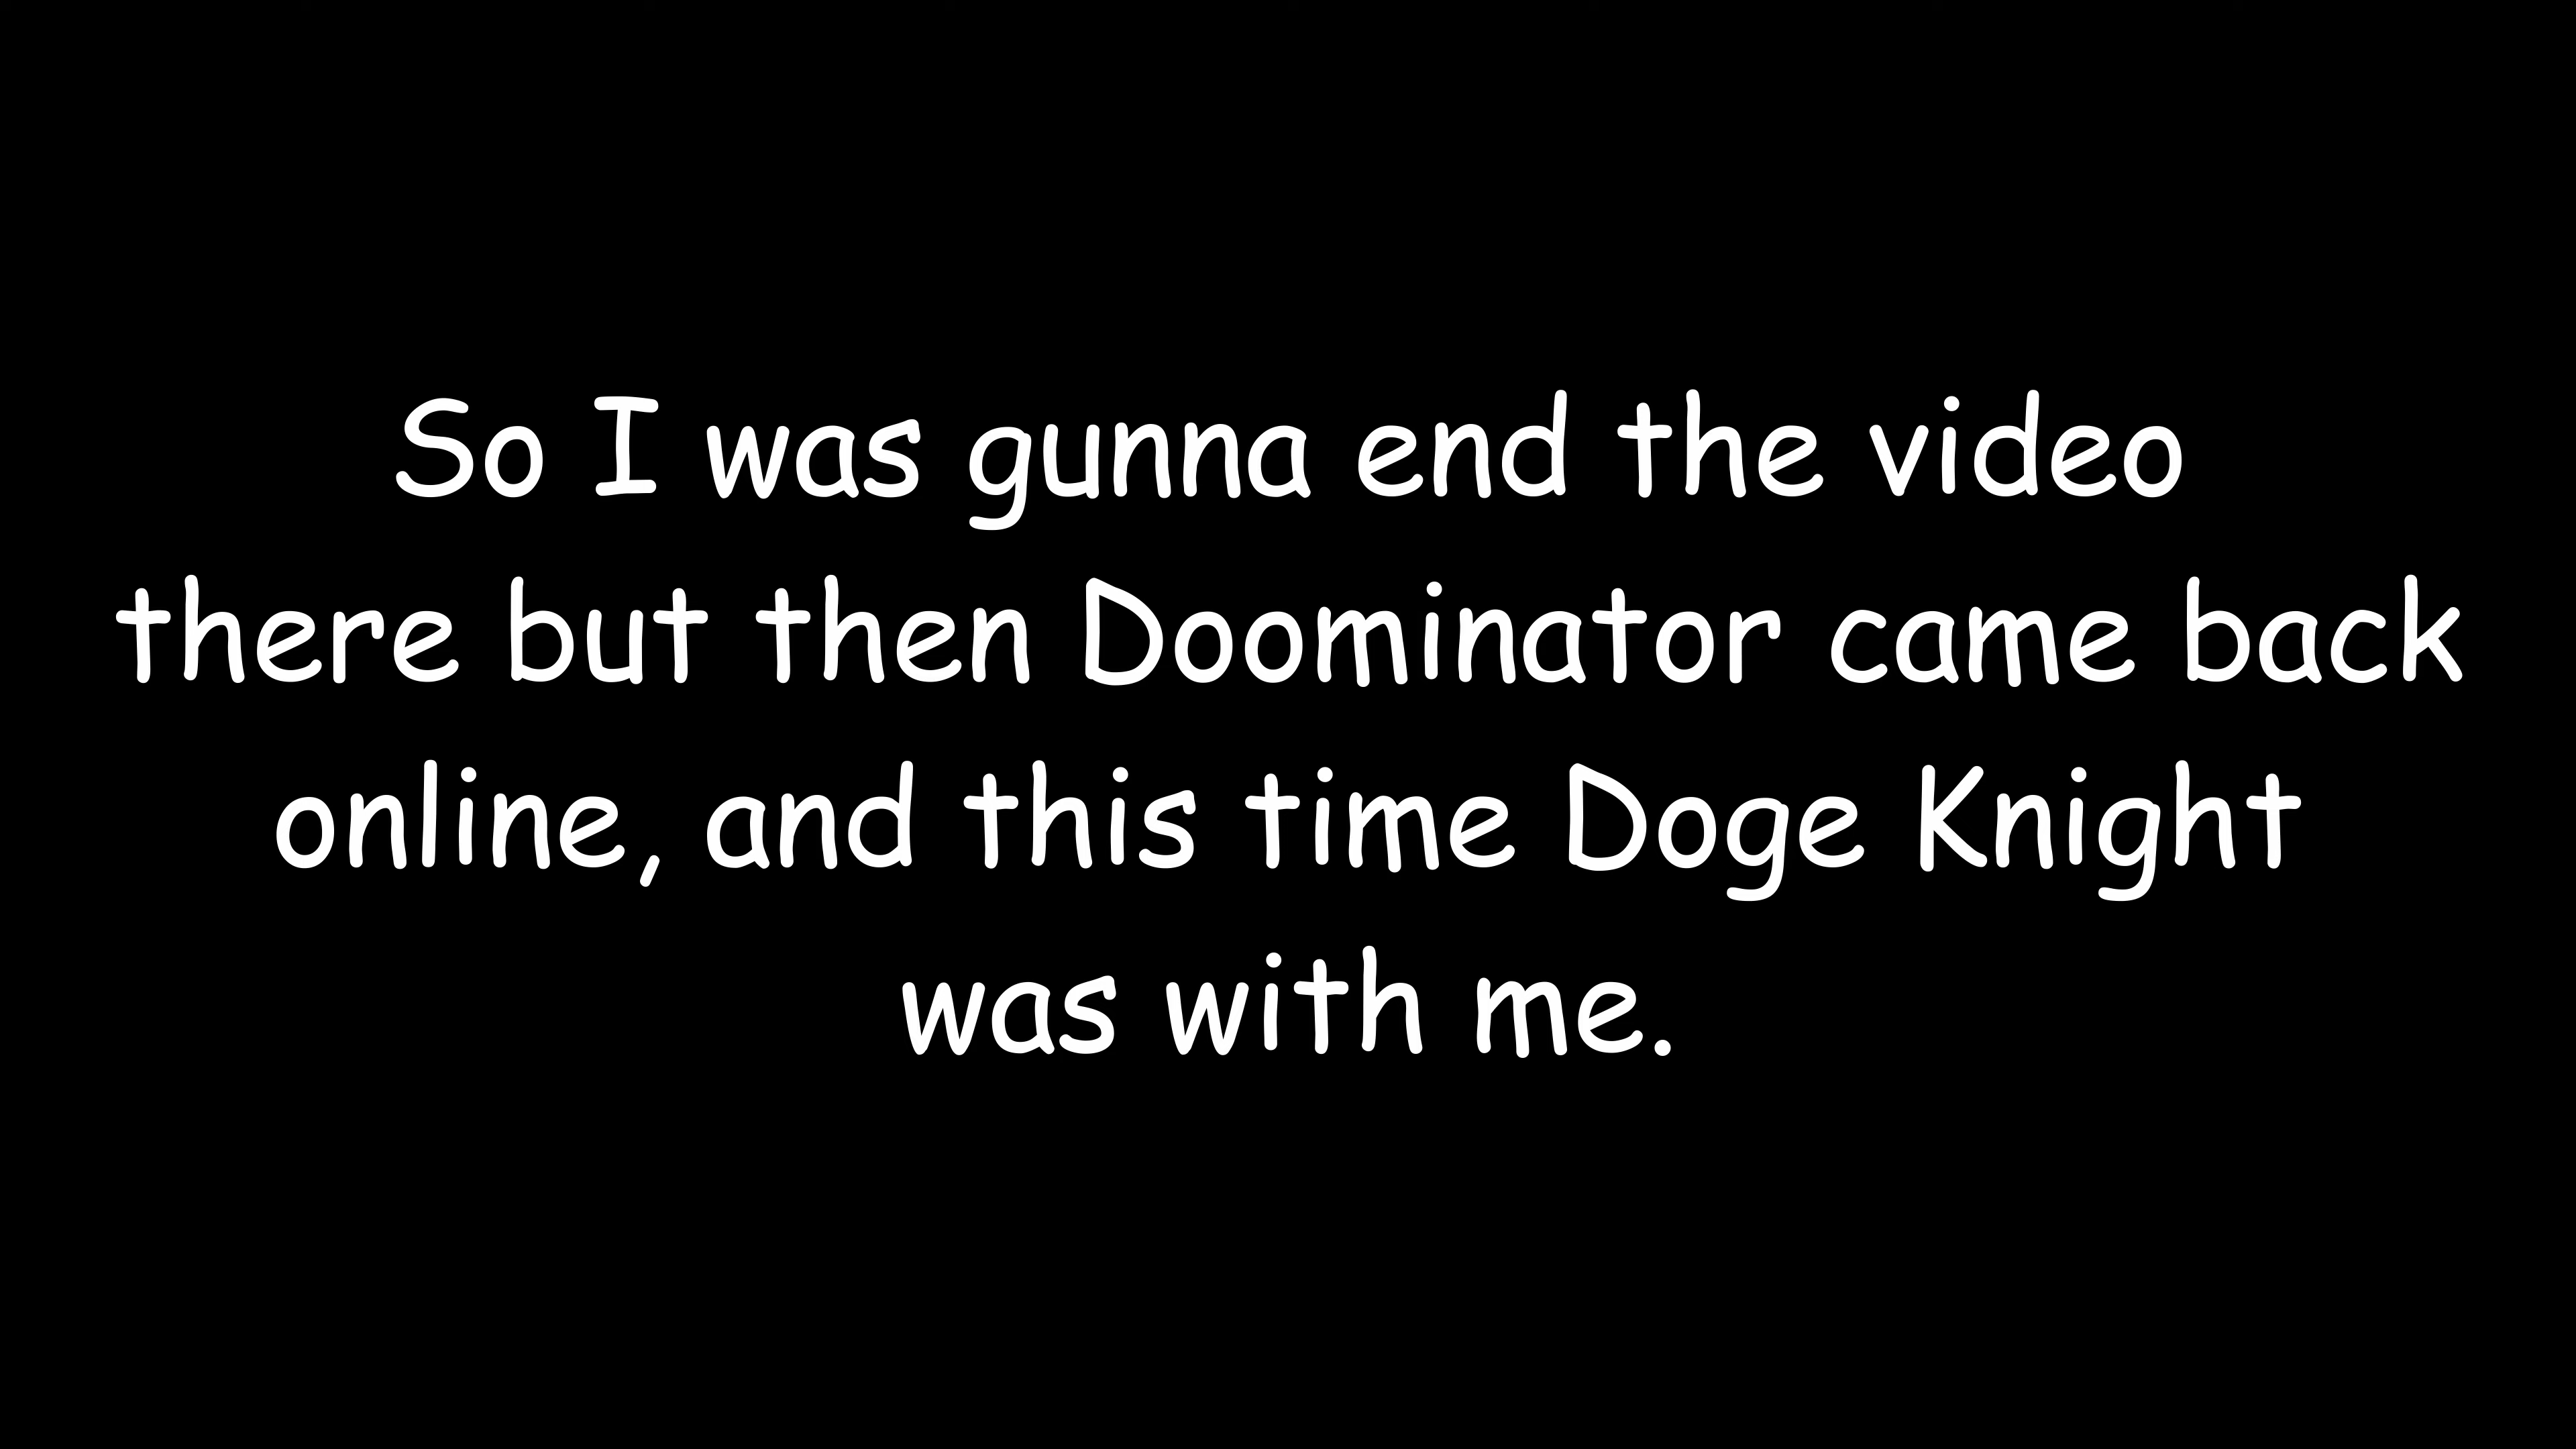 So I was gunna end the video
there but then Doominator came back
online, and this time Doge Knight
was with me.